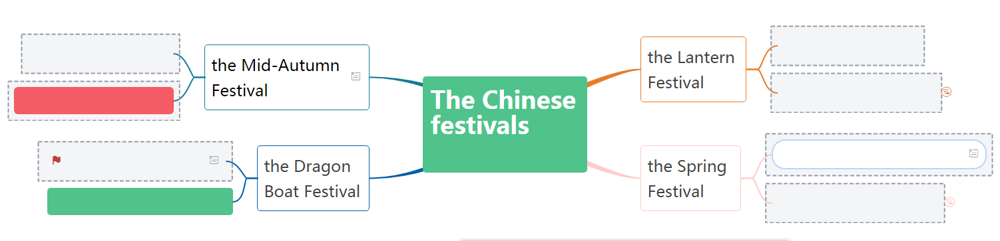 the Mid-Autumn
Festival
the Dragon
Boat Festival
The Chinese
festivals
the Lantern
Festival
the Spring
Festival